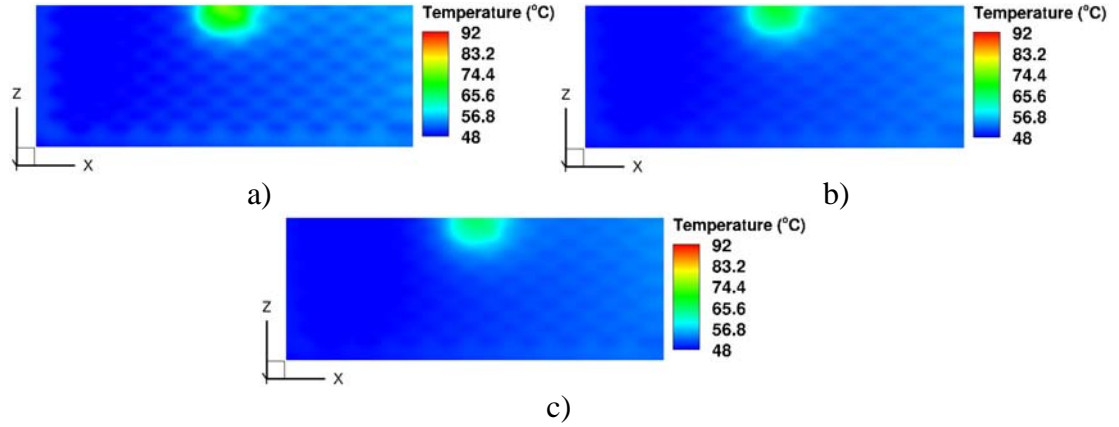 Temperature (°C)
92
83.2
74.4
65.6
56.8
48
Z
Y
X
a)
Temperature (°C)
92
83.2
74.4
65.6
56.8
48
Z
Y
X
b)
Temperature (°C)
92
83.2
74.4
65.6
56.8
48
Z
Y
X
c)